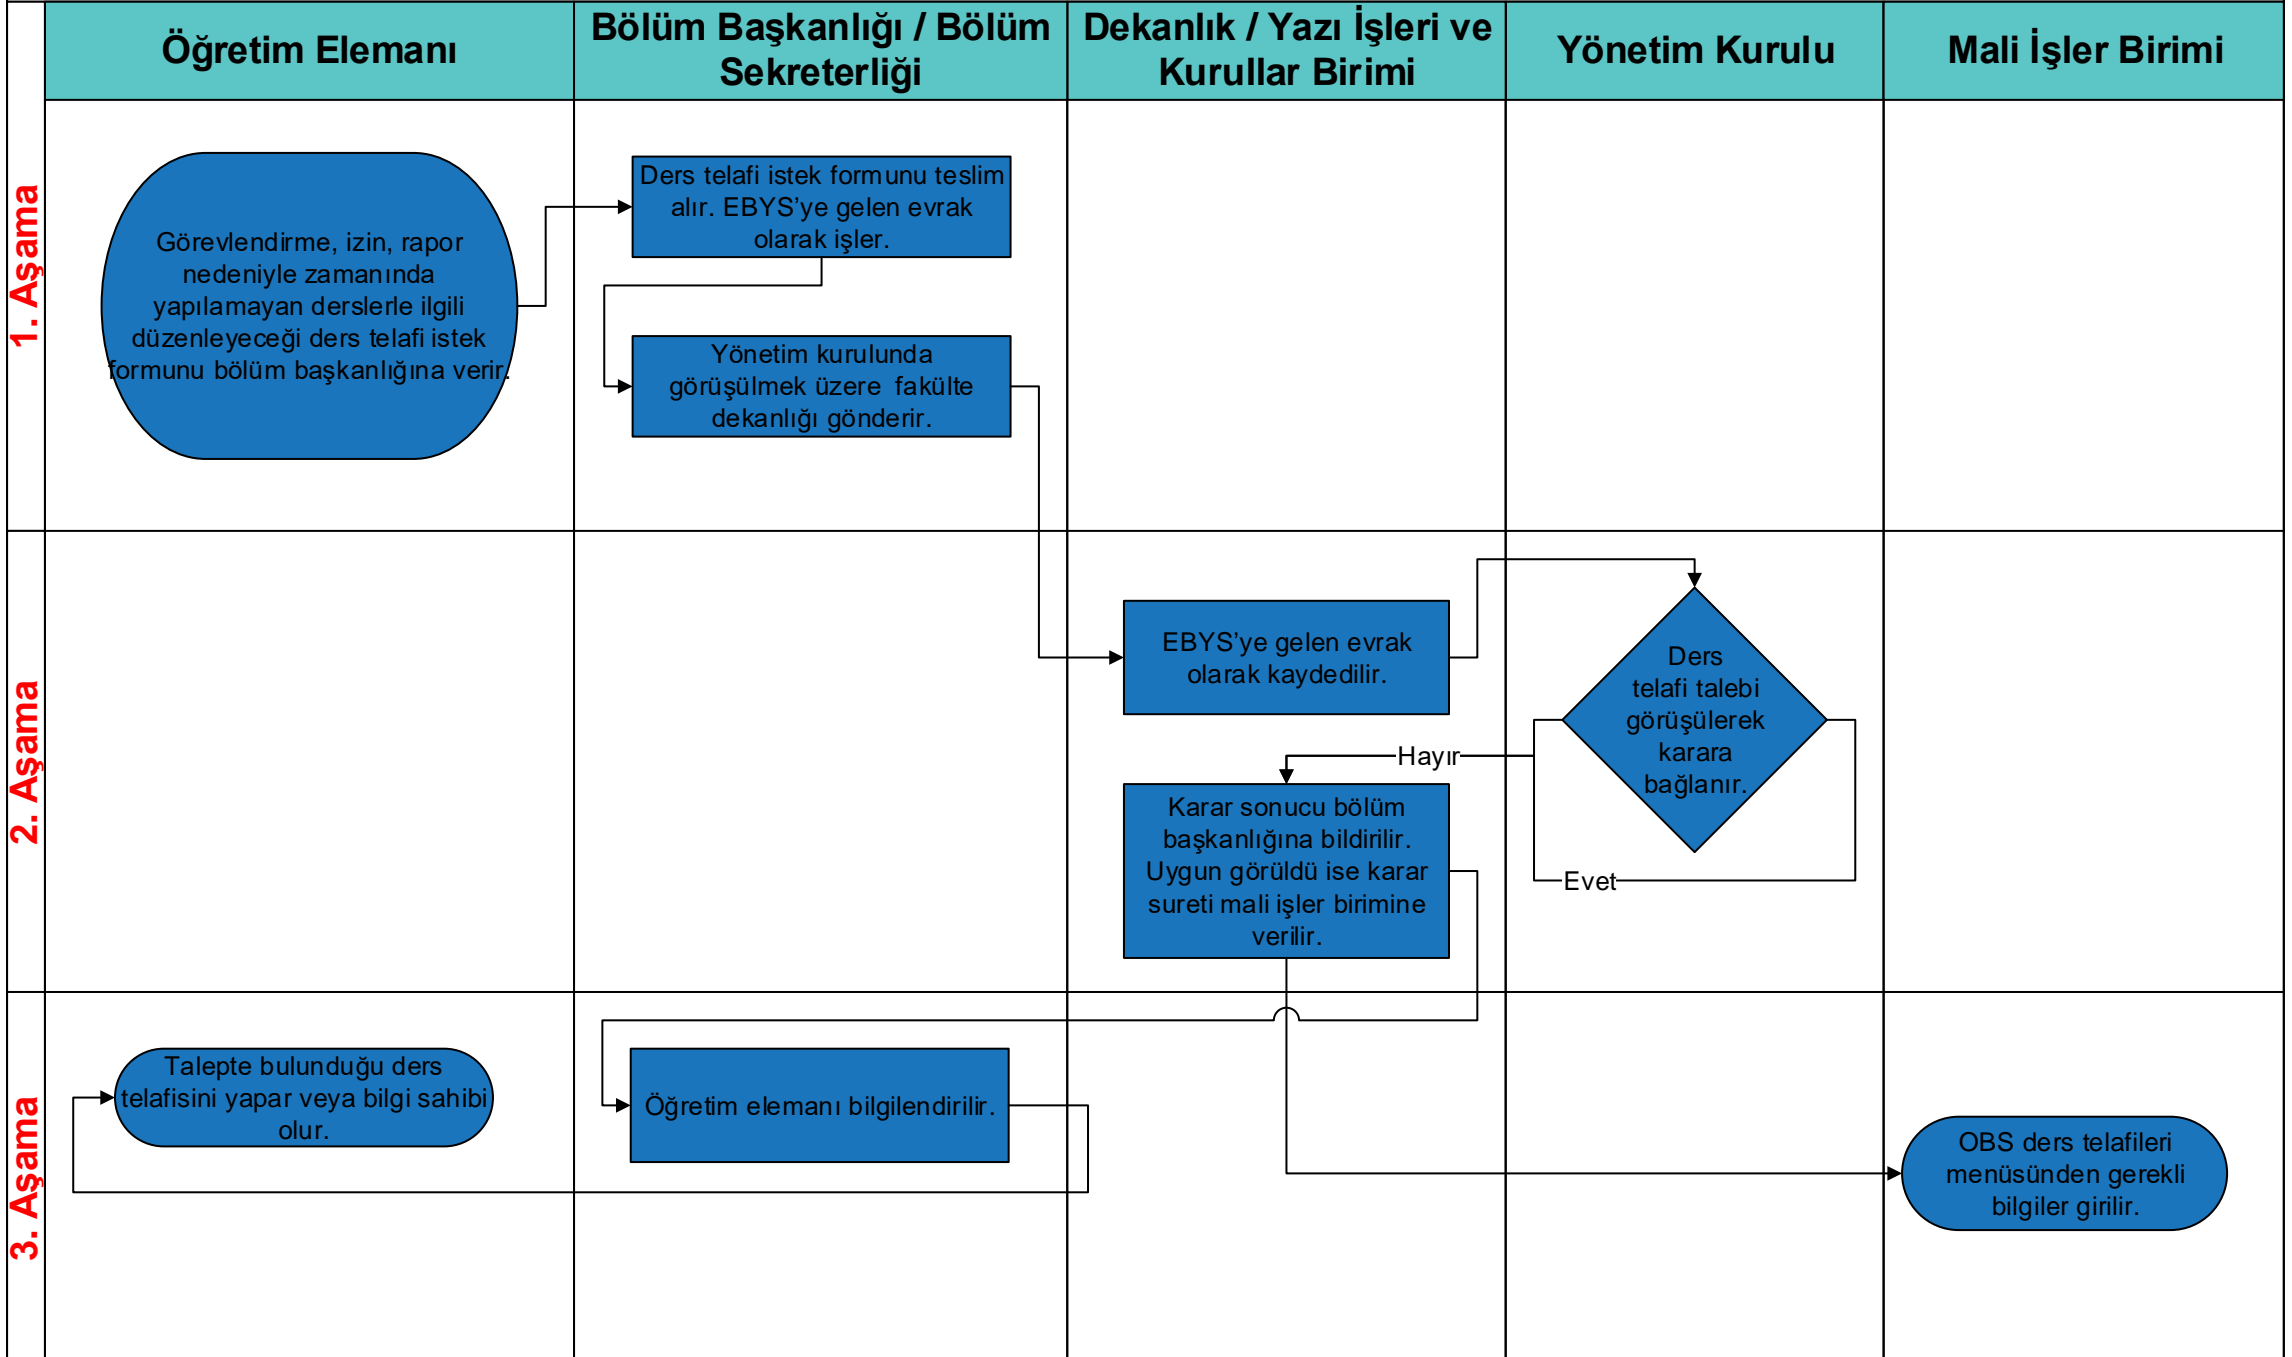 Öğretim Elemanı
Bölüm Başkanlığı / Bölüm
Sekreterliği
Dekanlık / Yazı İşleri ve
Kurullar Birimi
Yönetim Kurulu
Mali İşler Birimi
1. Aşama
Görevlendirme, izin, rapor
nedeniyle zamanında
yapılamayan derslerle ilgili
düzenleyeceği ders telafi istek
formunu bölüm başkanlığına verir.
Ders telafi istek formunu teslim
alır. EBYS’ye gelen evrak
olarak işler.
Yönetim kurulunda
görüşülmek üzere  fakülte
dekanlığı gönderir.
2. Aşama
EBYS’ye gelen evrak
olarak kaydedilir.
Ders
telafi talebi
görüşülerek
karara
bağlanır.
Hayır
Evet
Karar sonucu bölüm
başkanlığına bildirilir.
Uygun görüldü ise karar
sureti mali işler birimine
verilir.
3. Aşama
Talepte bulunduğu ders
telafisini yapar veya bilgi sahibi
olur.
Öğretim elemanı bilgilendirilir.
OBS ders telafileri
menüsünden gerekli
bilgiler girilir.